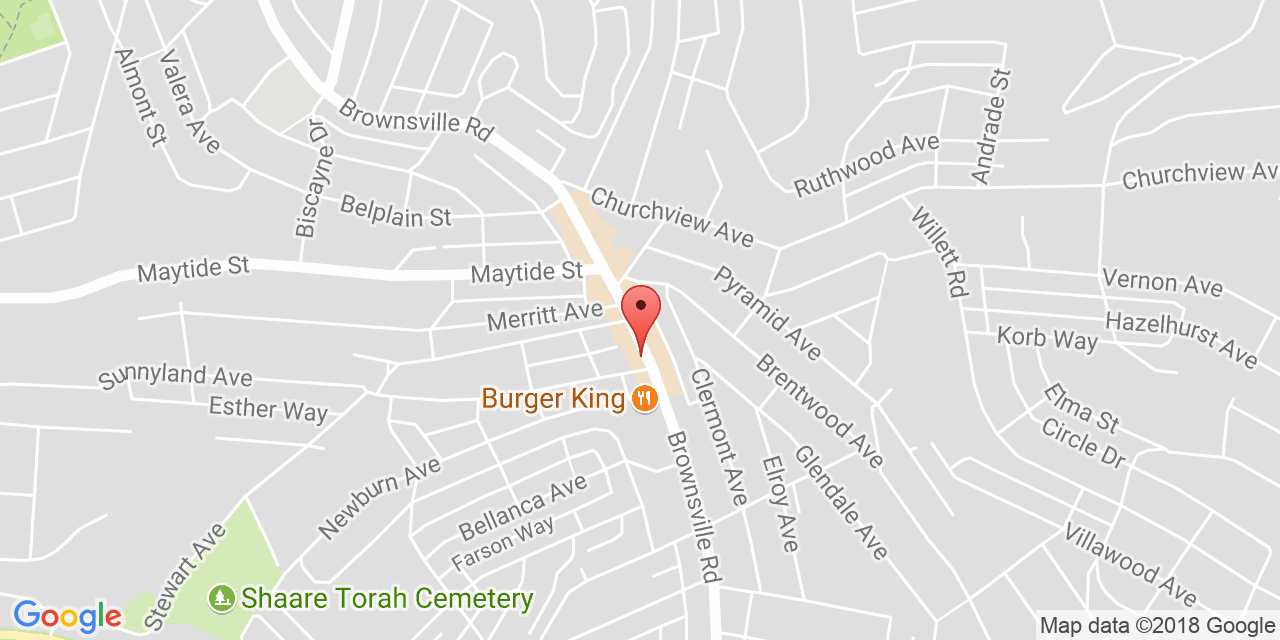 Almont St
Valera Ave
Biscayne Dr
Brownsville Rd
Belplain St
Maytide St
Maytide St
Merritt Ave
Sunnyland Ave
Esther Way
Burger King
Newburn Ave
Bellanca Ave
Farson Way
Stewart Ave
Shaare Torah Cemetery
Churchview Ave
Ruthwood Ave
Andrade St
Churchview Av
Willett Rd
Vernon Ave
Hazelhurst Ave
Korb Way
Pyramid Ave
Brentwood Ave
Clermont Ave
Elroy Ave
Glendale Ave
Brownsville Rd
Elma St
Circle Dr
Villawood Ave
Google
Map data ©2018 Google